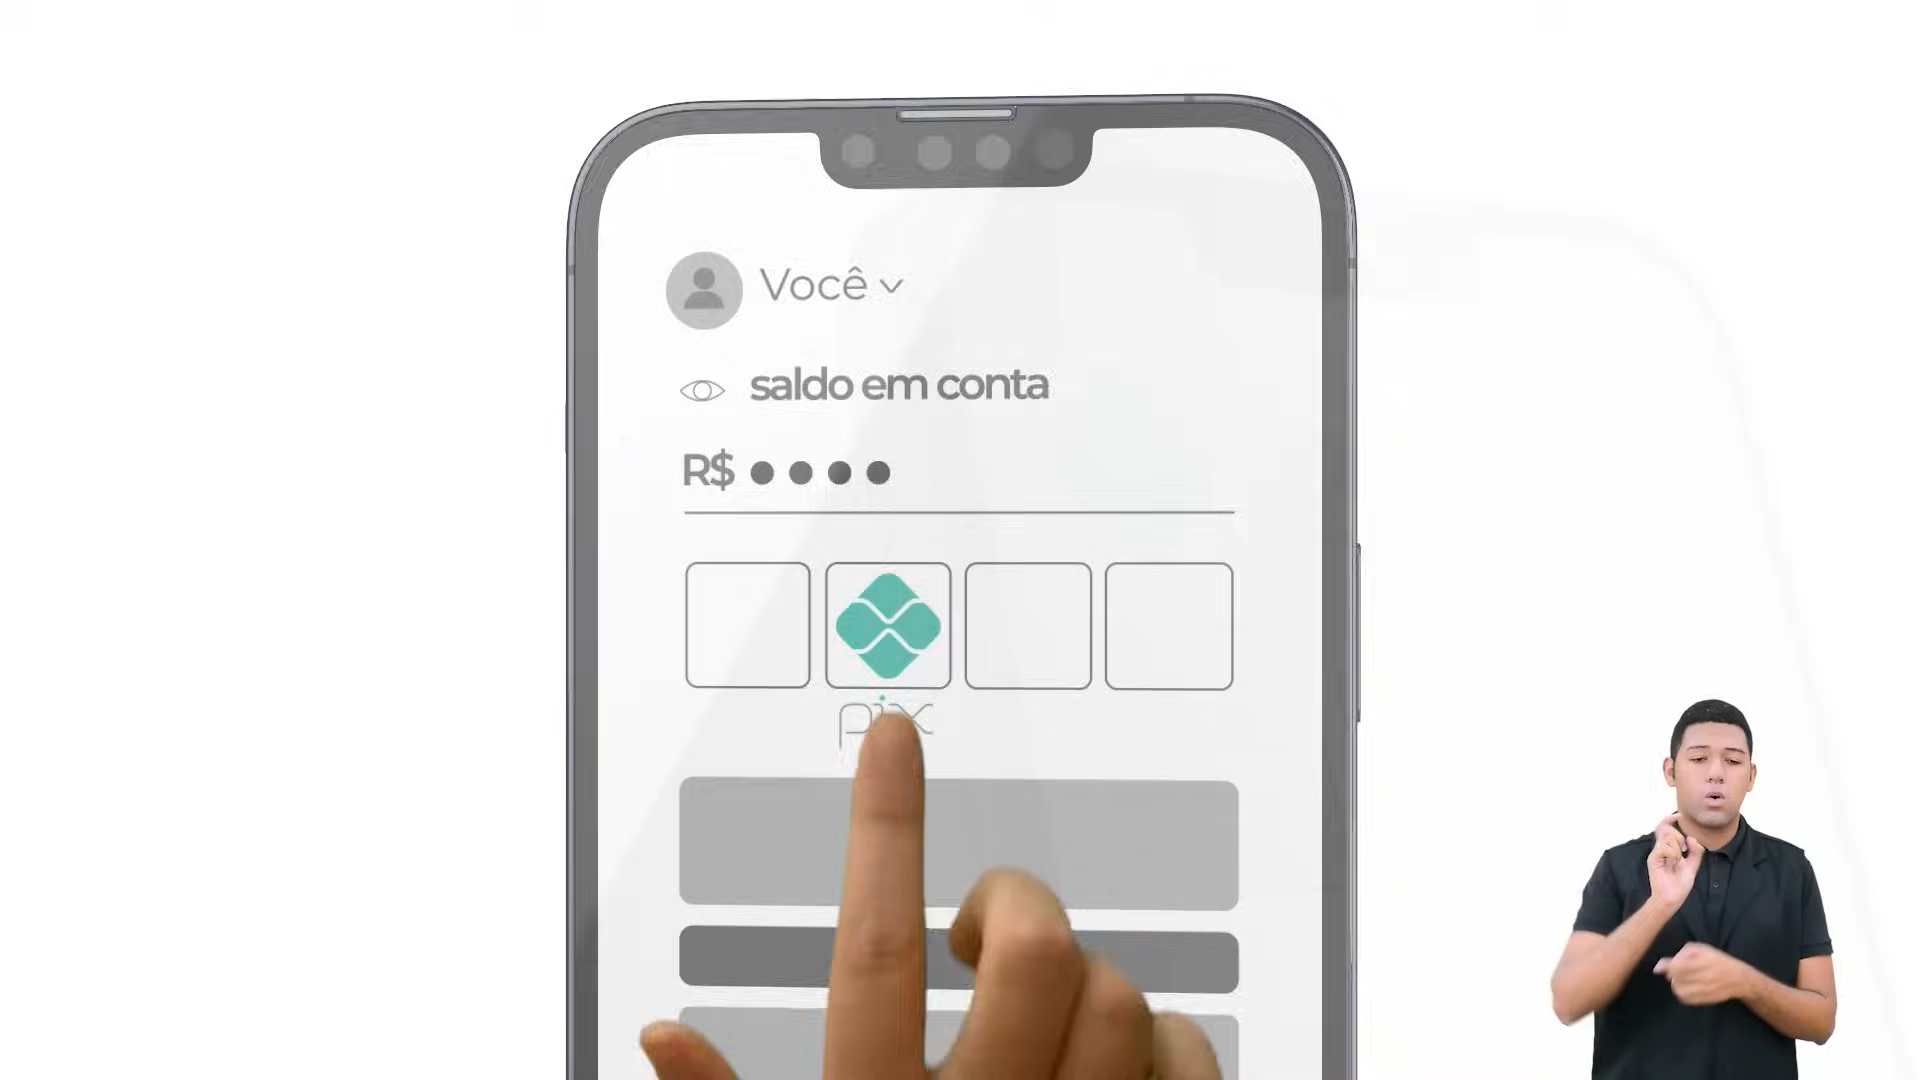 Você
saldo em conta
R$ ● ● ● ●
pix